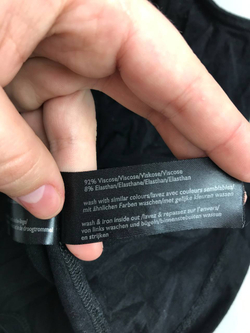 92% Viscose/Viscose/Viskose/Viscose
8% Elasthan/Elasthane/Elasthan/Elasthan
wash with similar colours/lavez avec couleurs semblables/
mit ähnlichen Farben waschen/met gelijke kleuren wassen
wash & iron inside out/lavez & repassez sur l'envers/
von links waschen und bügeln/binnenstebuiten wassen
en strijken